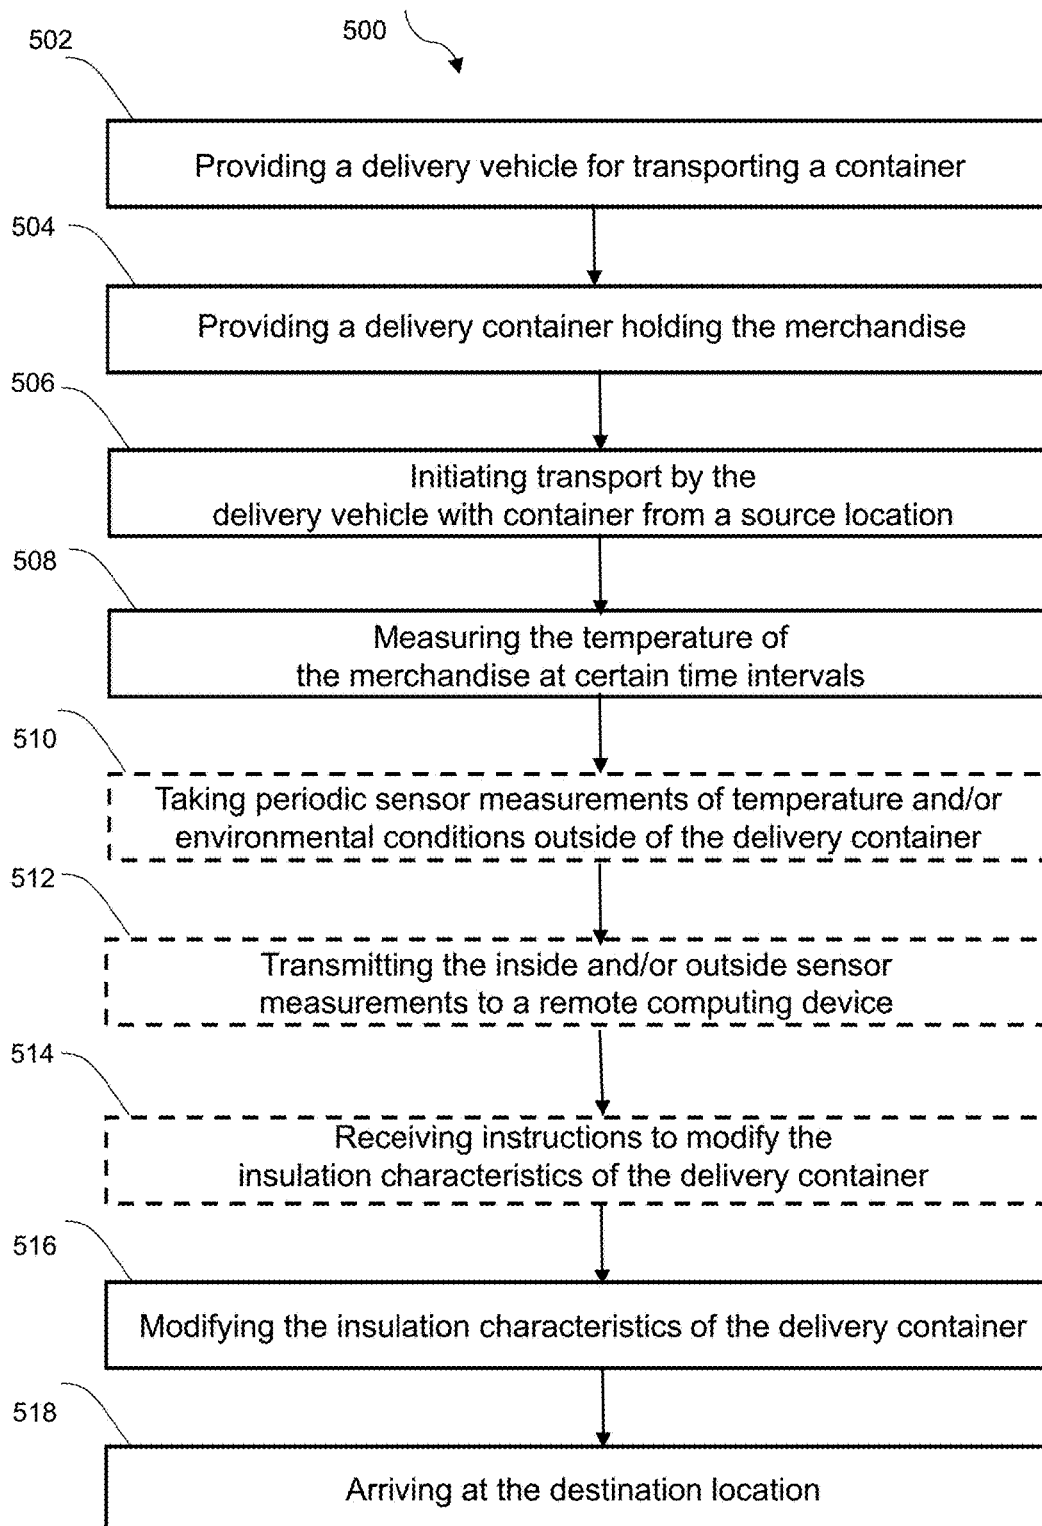 500
502
Providing a delivery vehicle for transporting a container
504
Providing a delivery container holding the merchandise
506
Initiating transport by the
delivery vehicle with container from a source location
508
Measuring the temperature of
the merchandise at certain time intervals
510
Taking periodic sensor measurements of temperature and/or
environmental conditions outside of the delivery container
512
Transmitting the inside and/or outside sensor
measurements to a remote computing device
514
Receiving instructions to modify the
insulation characteristics of the delivery container
516
Modifying the insulation characteristics of the delivery container
518
Arriving at the destination location